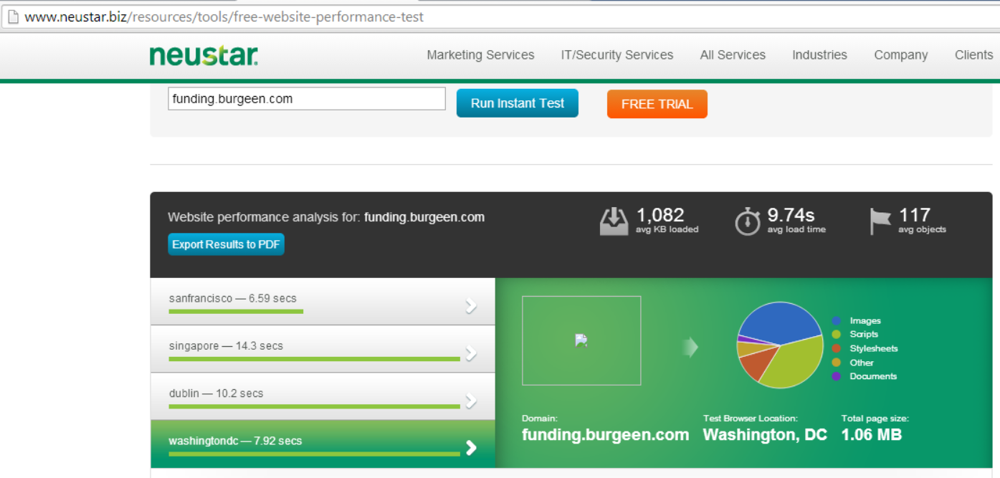 www.neustar.biz/resources/tools/free-website-performance-test
neustar.
Marketing Services IT/Security Services All Services Industries Company Clients
funding.burgeen.com Run Instant Test FREE TRIAL
Website performance analysis for: funding.burgeen.com
Export Results to PDF
1,082
avg KB loaded
9.74s
avg load time
117
avg objects
sanfrancisco — 6.59 secs
singapore — 14.3 secs
dublin — 10.2 secs
washingtondc — 7.92 secs
Images
Scripts
Stylesheets
Other
Documents
Domain:
funding.burgeen.com
Test Browser Location:
Washington, DC
Total page size:
1.06 MB